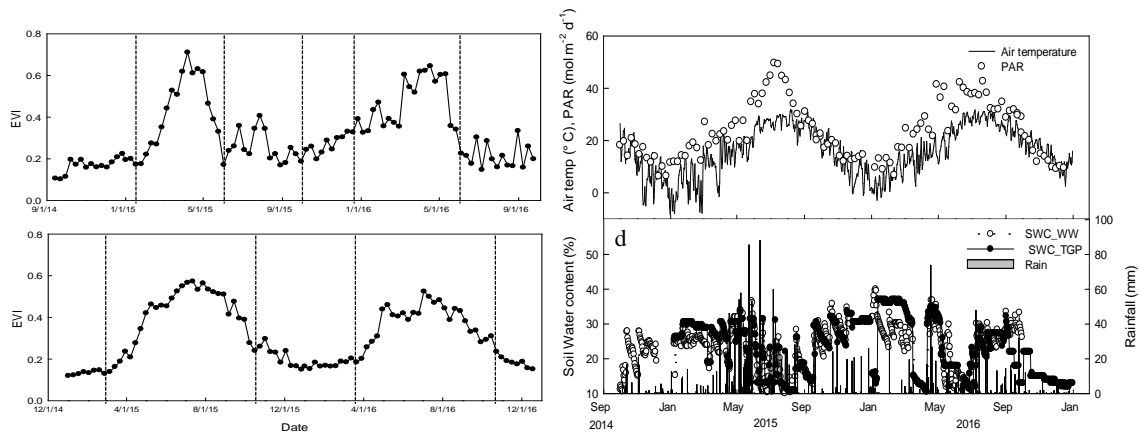 0.8
0.6
0.4
0.2
0.0
EVI
9/1/14 1/1/15 5/1/15 9/1/15 1/1/16 5/1/16 9/1/16
0.8
0.6
0.4
0.2
0.0
EVI
12/1/14 4/1/15 8/1/15 12/1/15 4/1/16 8/1/16 12/1/16
Date
60
40
20
0
Air temp (° C), PAR (mol m⁻² d⁻¹)
Air temperature
PAR
d
SWC_WW
SWC_TGP
Rain
50
40
30
20
10
Soil Water content (%)
100
80
60
40
20
0
Rainfall (mm)
Sep Jan May Sep Jan May Sep Jan
2014 2015 2016